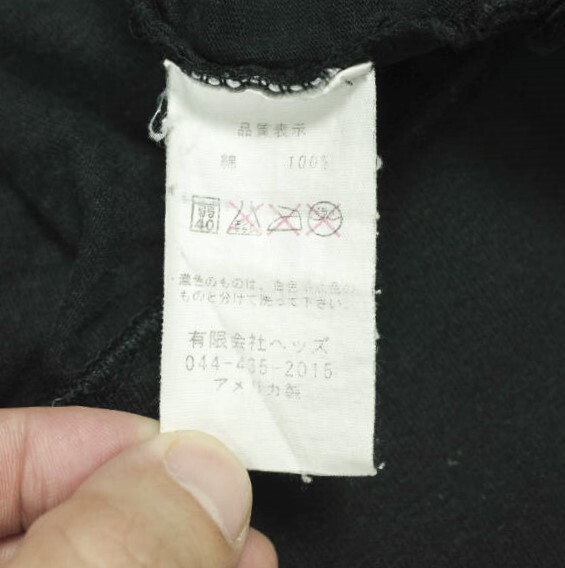 品質表示
綿 100%
40
濃色のものは、白色や淡色の
ものと分けて洗って下さい。
有限会社ヘッズ
044-435-2015
アメリカ製